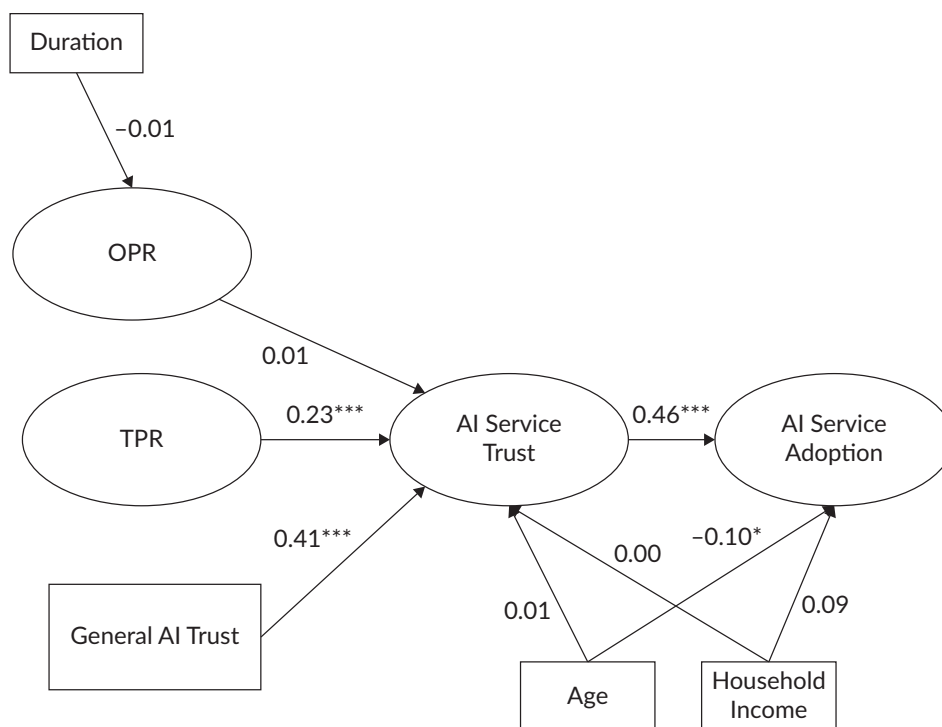 Duration
–0.01
OPR
0.01
TPR
0.23***
AI Service
Trust
0.46***
AI Service
Adoption
0.41***
General AI Trust
–0.10*
0.00
0.01
0.09
Age
Household
Income